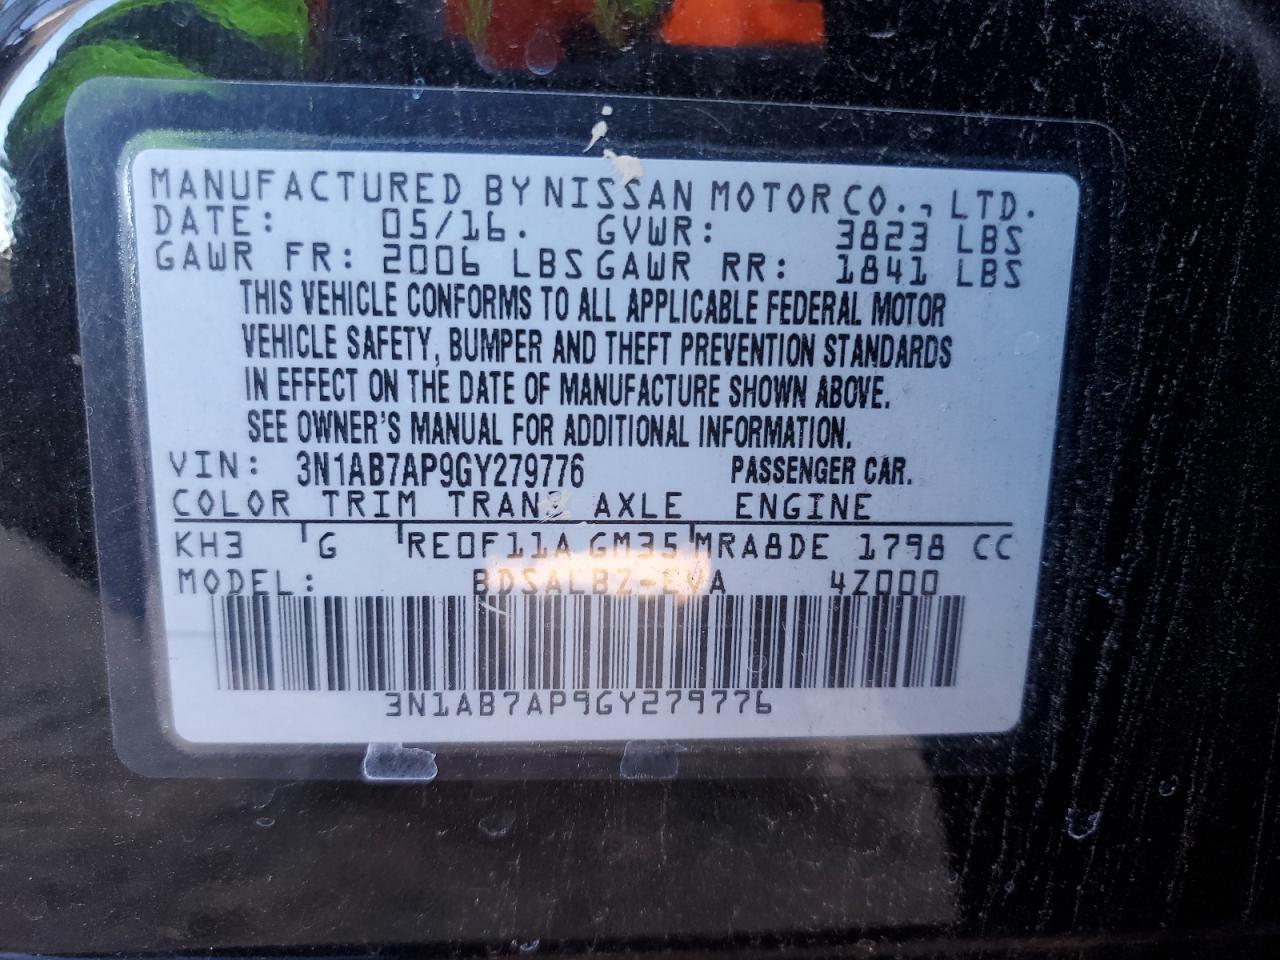 MANUFACTURED BY NISSAN MOTOR CO., LTD.
DATE: 05/16. GVWR: 3823 LBS
GAWR FR: 2006 LBS GAWR RR: 1841 LBS
THIS VEHICLE CONFORMS TO ALL APPLICABLE FEDERAL MOTOR
VEHICLE SAFETY, BUMPER AND THEFT PREVENTION STANDARDS
IN EFFECT ON THE DATE OF MANUFACTURE SHOWN ABOVE.
SEE OWNER'S MANUAL FOR ADDITIONAL INFORMATION.
VIN: 3N1AB7AP9GY279776 PASSENGER CAR.
COLOR TRIM TRANS AXLE ENGINE
KH3 G RE0F11A GM35 MRA8DE 1798 CC
MODEL: BDSALBZ-EVA 4Z000
3N1AB7AP9GY279776